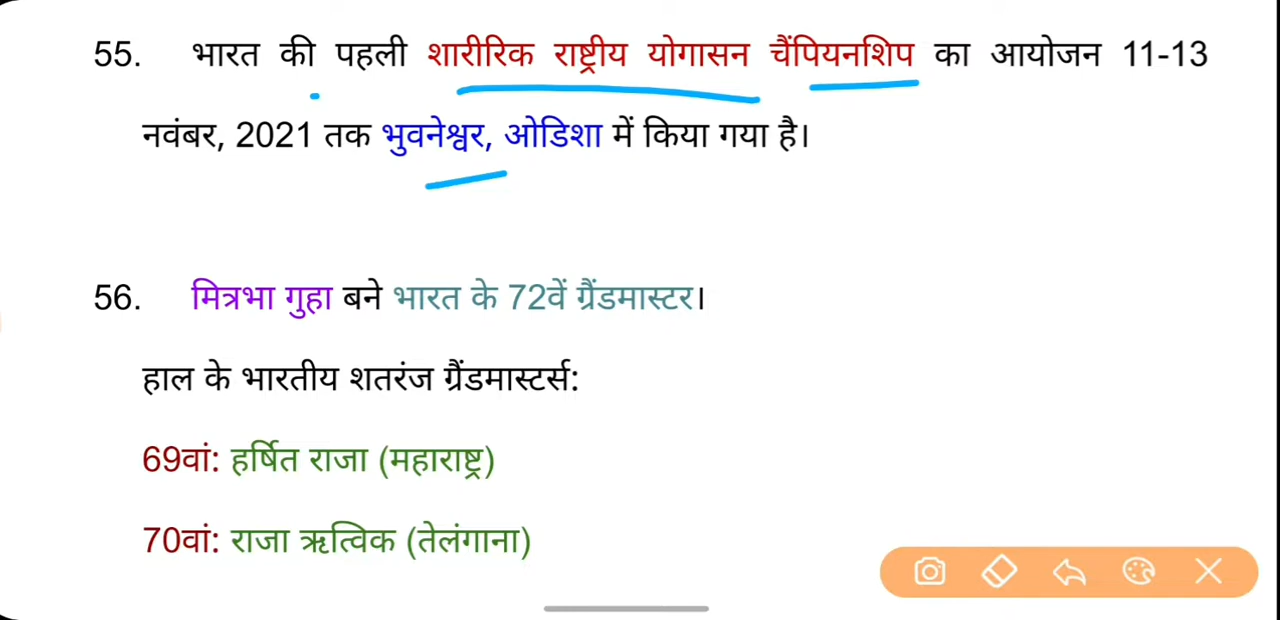 55. भारत की पहली शारीरिक राष्ट्रीय योगासन चैंपियनशिप का आयोजन 11-13
नवंबर, 2021 तक भुवनेश्वर, ओडिशा में किया गया है।
56. मित्रभा गुहा बने भारत के 72वें ग्रैंडमास्टर।
हाल के भारतीय शतरंज ग्रैंडमास्टर्स:
69वां: हर्षित राजा (महाराष्ट्र)
70वां: राजा ऋत्विक (तेलंगाना)